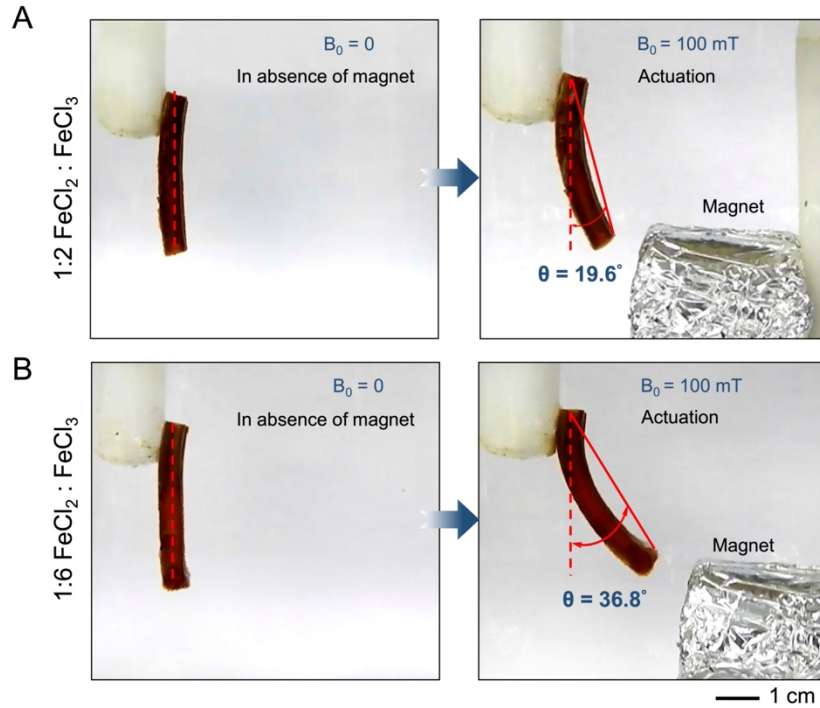 A
1:2 FeCl₂ : FeCl₃
B₀ = 0
In absence of magnet
B₀ = 100 mT
Actuation
Magnet
θ = 19.6°
B
1:6 FeCl₂ : FeCl₃
B₀ = 0
In absence of magnet
B₀ = 100 mT
Actuation
Magnet
θ = 36.8°
1 cm